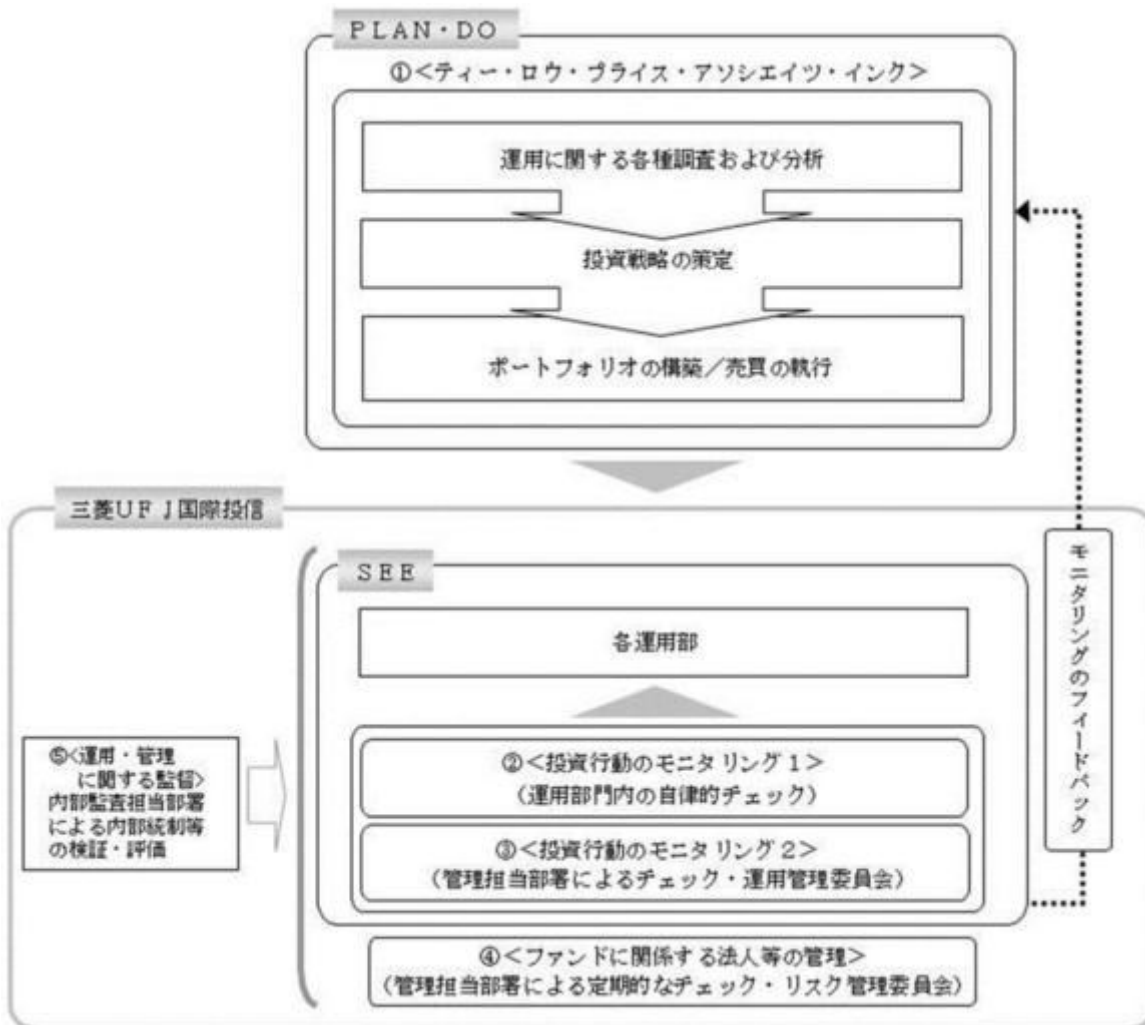 PLAN・DO
①<ティー・ロウ・プライス・アソシエイツ・インク>
運用に関する各種調査および分析
投資戦略の策定
ポートフォリオの構築/売買の執行
三菱UFJ国際投信
SEE
各運用部
②<投資行動のモニタリング1>
(運用部門内の自律的チェック)
③<投資行動のモニタリング2>
(管理担当部署によるチェック・運用管理委員会)
④<ファンドに関係する法人等の管理>
(管理担当部署による定期的なチェック・リスク管理委員会)
⑤<運用・管理
に関する監督>
内部監査担当部署
による内部統制等
の検証・評価
モニタリングのフィードバック